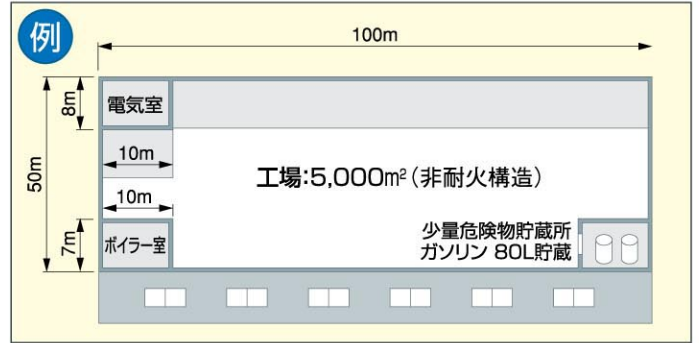 例
100m
8m
電気室
50m
10m
工場:5,000m²(非耐火構造)
10m
7m
ボイラー室
少量危険物貯蔵所
ガソリン 80L貯蔵